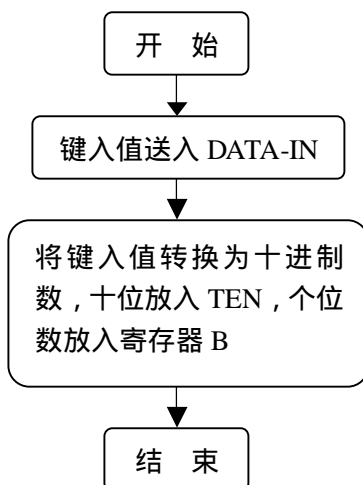 开 始
键入值送入 DATA-IN
将键入值转换为十进制
数，十位放入 TEN，个位
数放入寄存器 B
结 束